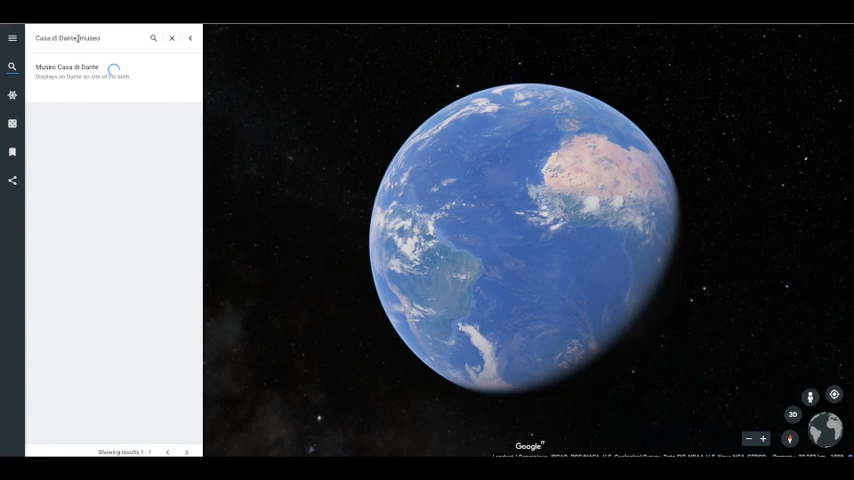 Casa di Dante museo
Museo Casa di Dante
Displays on Dante on site of his birth
Showing results 1 - 1
3D
Google